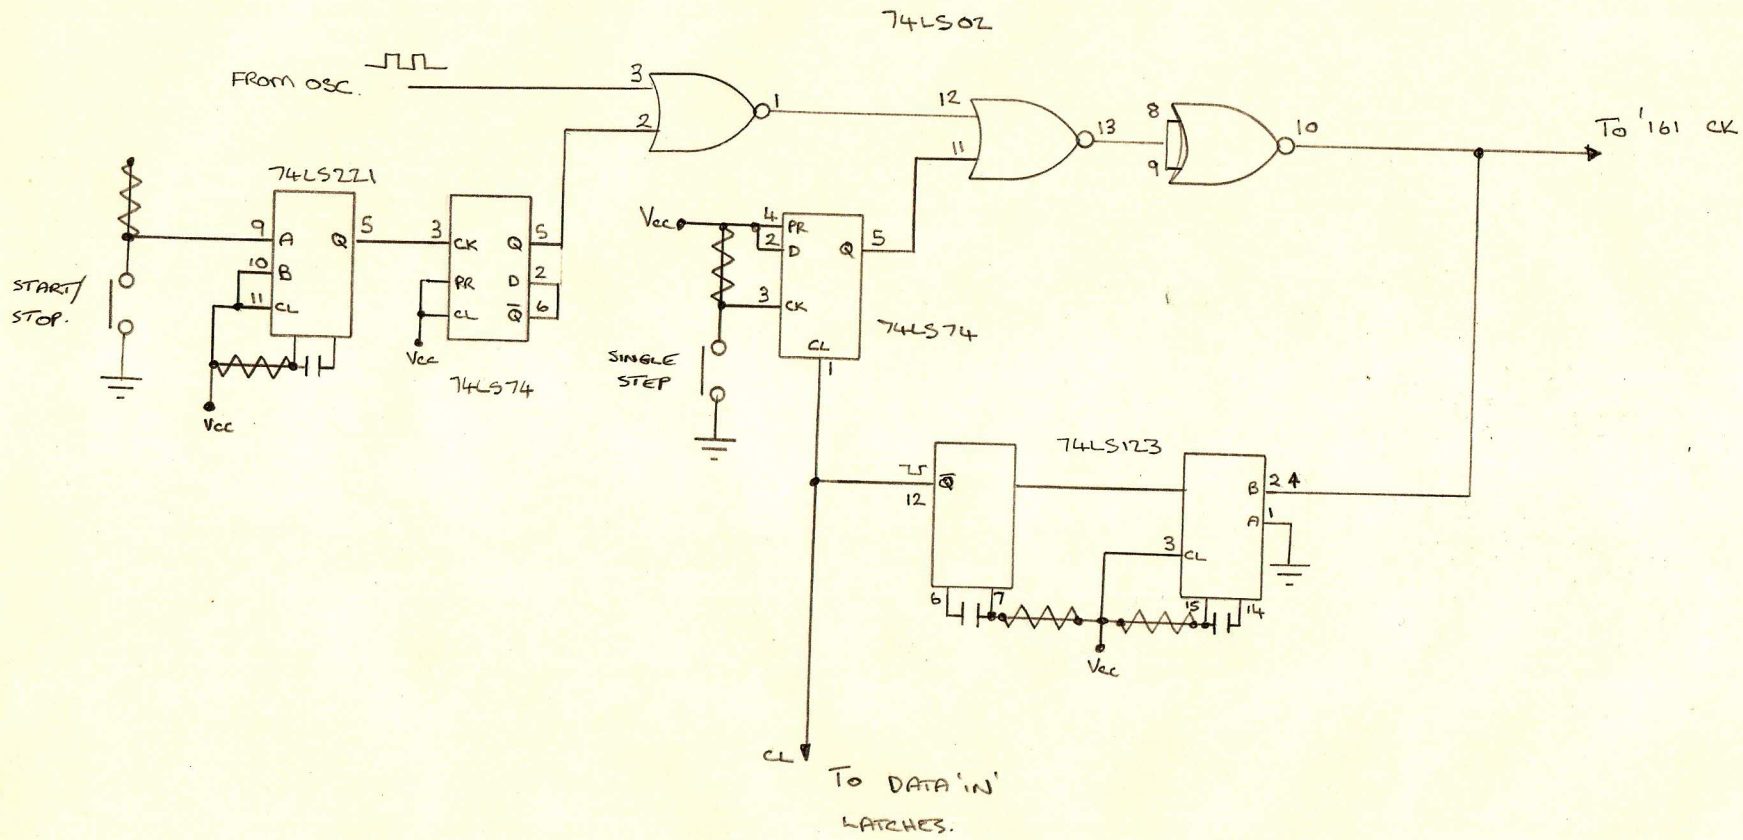 74LS02
FROM OSC.
3
2
1
12
11
13
8
9
10
To '161 CK
74LS221
9 A Q 5
10 B
11 CL
START/
STOP.
Vcc
3 CK Q 5
PR D 2
CL Q̅ 6
Vcc
74LS74
Vcc
4 PR
2 D Q 5
3 CK
CL
1
74LS74
SINGLE
STEP
74LS123
Q̅
12
B 2 4
A 1
3 CL
6 7
15 14
Vcc
CL
To DATA 'IN'
LATCHES.